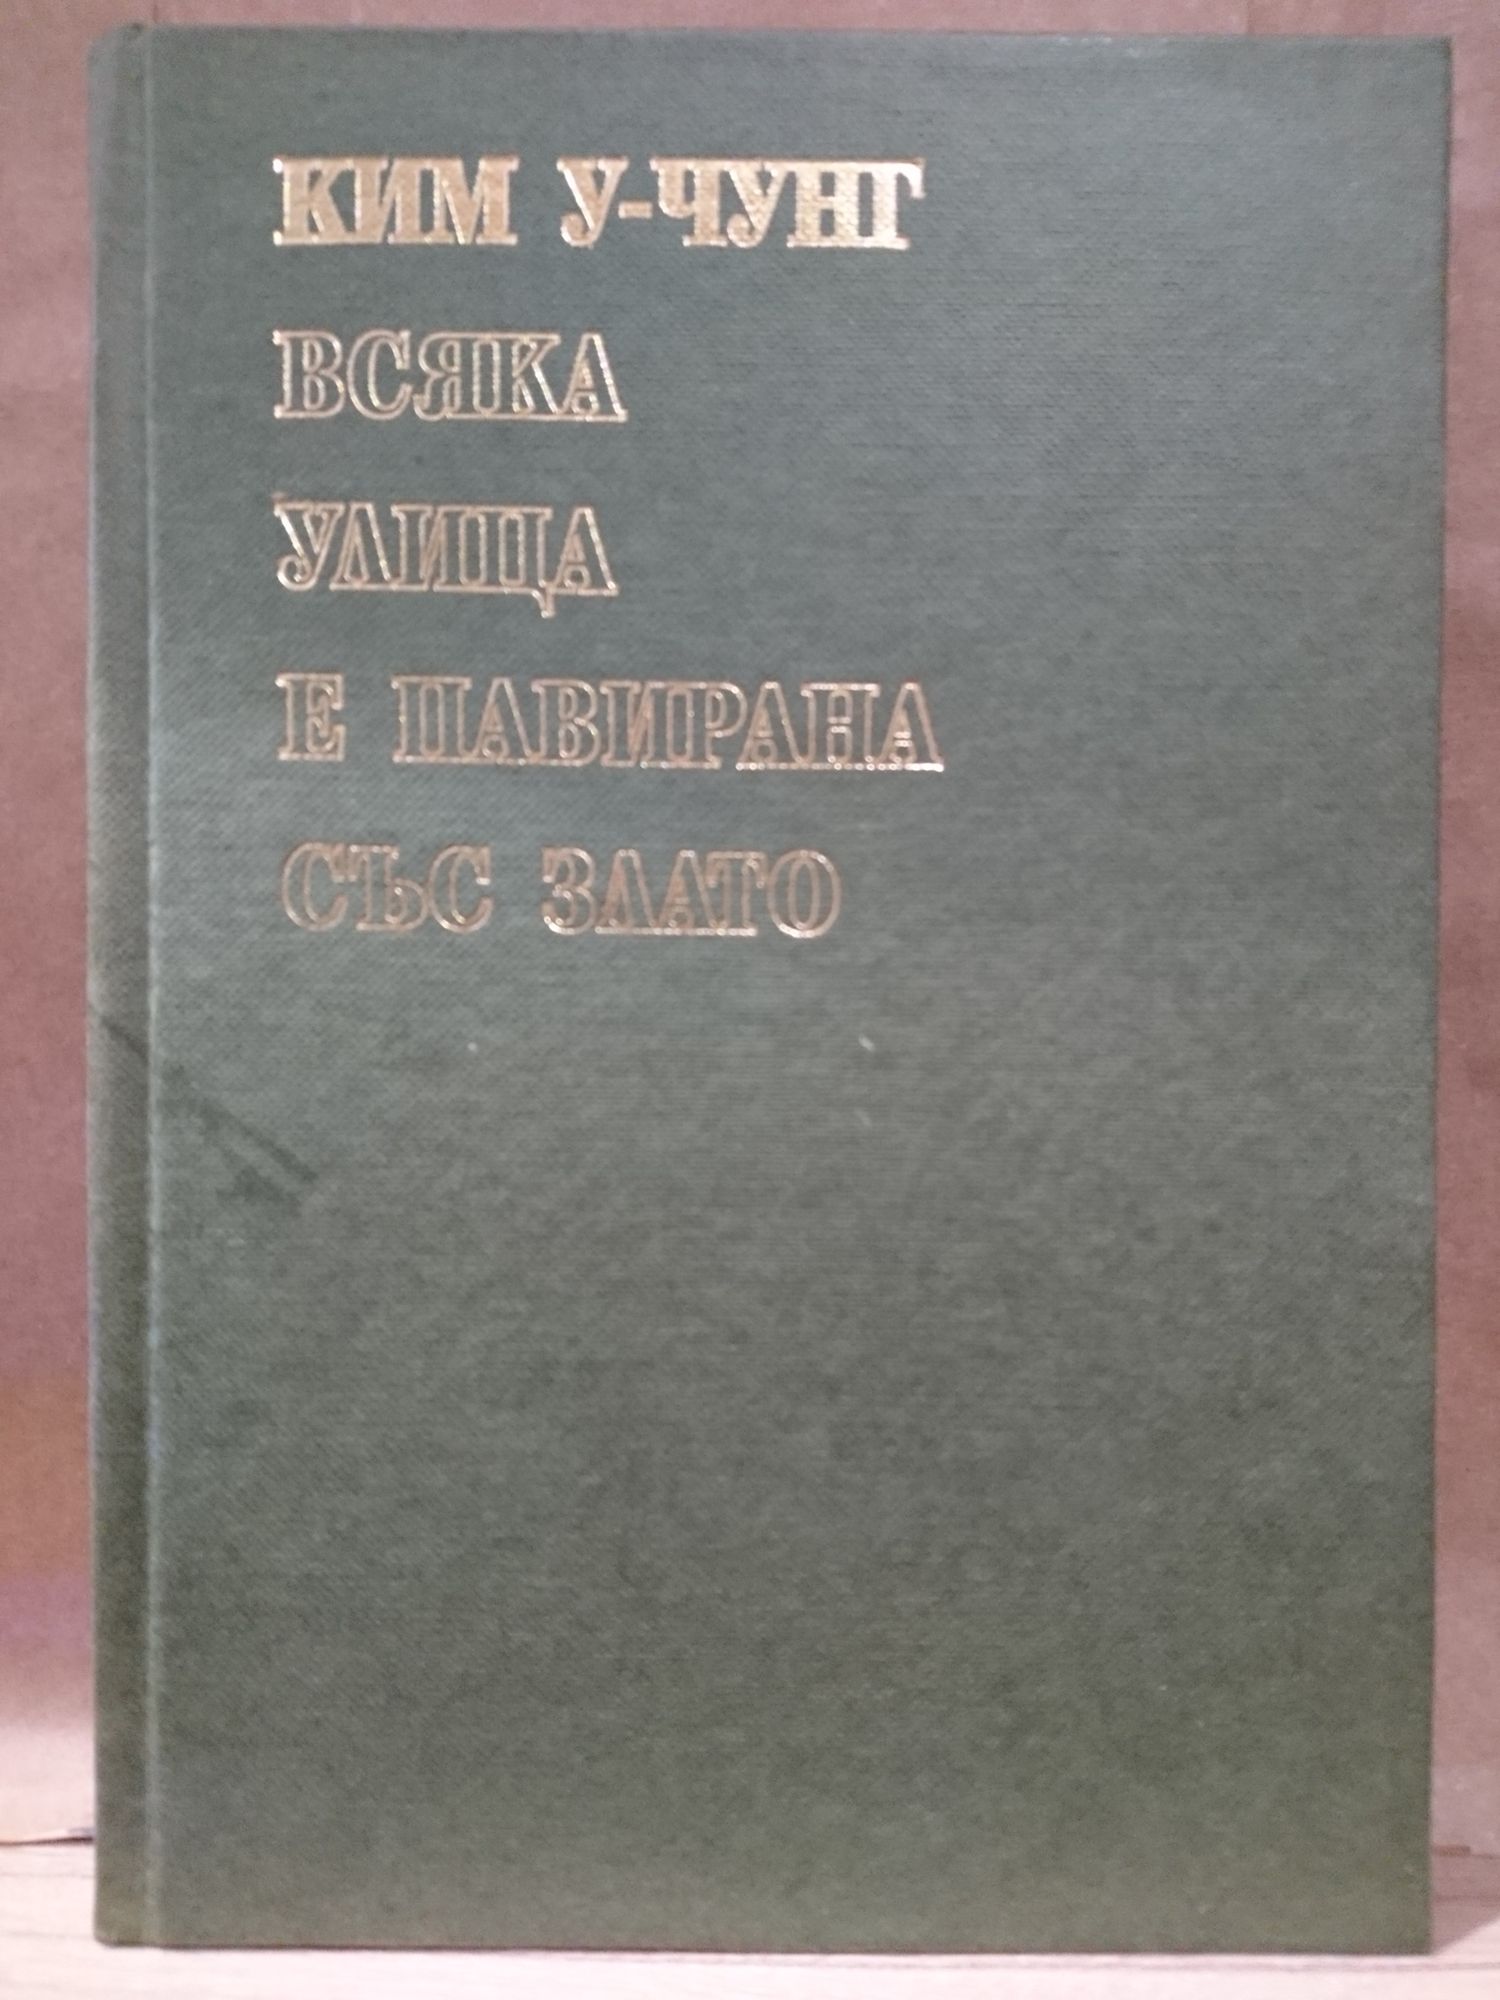 КИМ У-ЧУНГ
ВСЯКА
УЛИЦА
Е ПАВИРАНА
СЪС ЗЛАТО